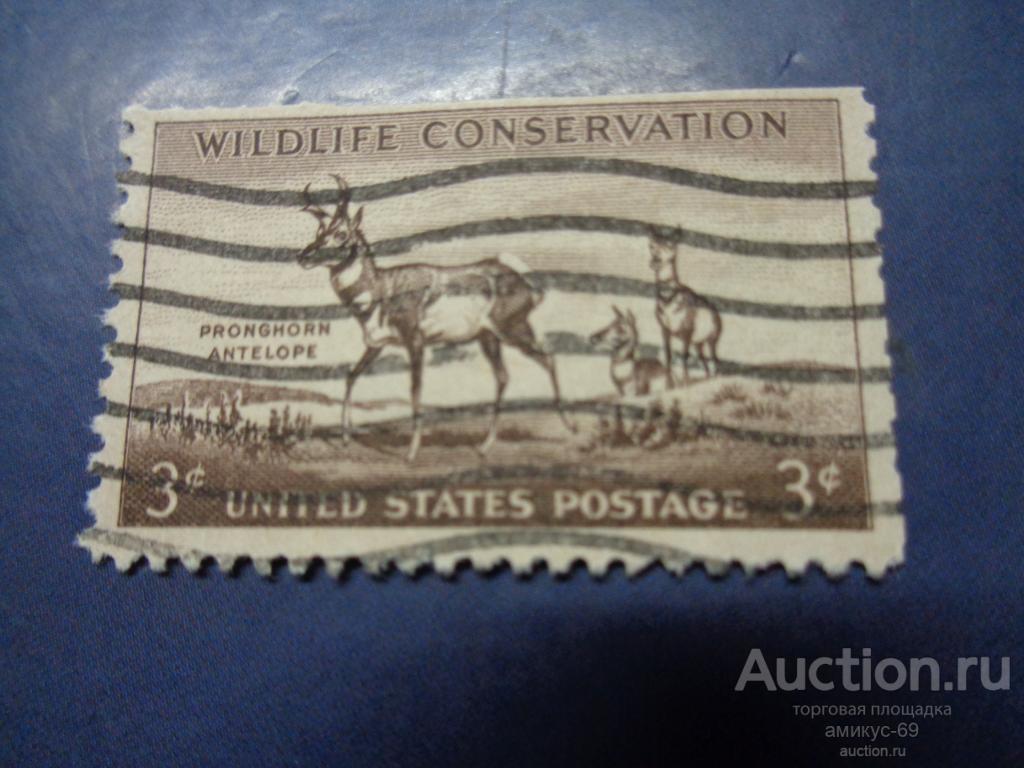 WILDLIFE CONSERVATION
PRONGHORN
ANTELOPE
3¢ UNITED STATES POSTAGE 3¢
Auction.ru
торговая площадка
амикус-69
auction.ru